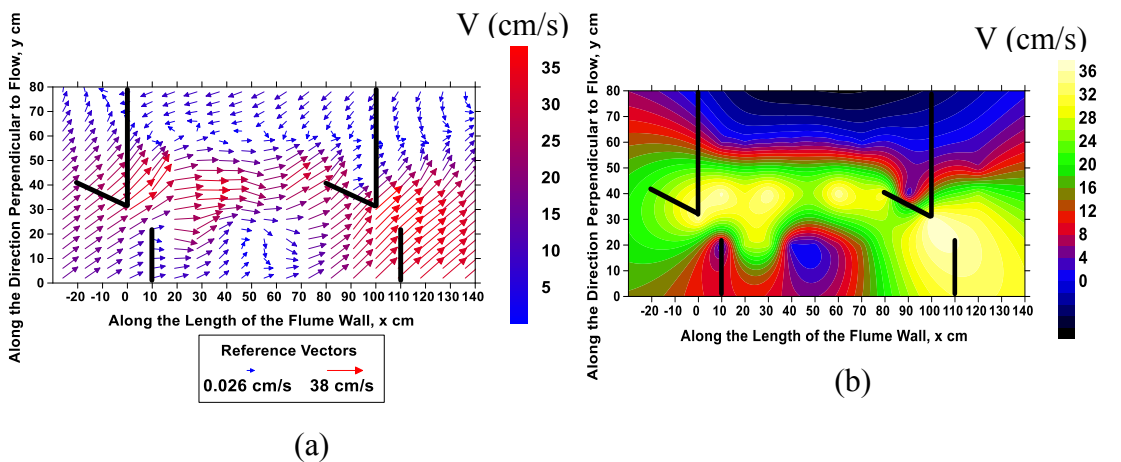 V (cm/s)
Along the Direction Perpendicular to Flow, y cm
80
70
60
50
40
30
20
10
0
-20 -10 0 10 20 30 40 50 60 70 80 90 100 110 120 130 140
Along the Length of the Flume Wall, x cm
35
30
25
20
15
10
5
Reference Vectors
0.026 cm/s 38 cm/s
(a)
V (cm/s)
Along the Direction Perpendicular to Flow, y cm
80
70
60
50
40
30
20
10
0
-20 -10 0 10 20 30 40 50 60 70 80 90 100 110 120 130 140
Along the Length of the Flume Wall, x cm
36
32
28
24
20
16
12
8
4
0
(b)